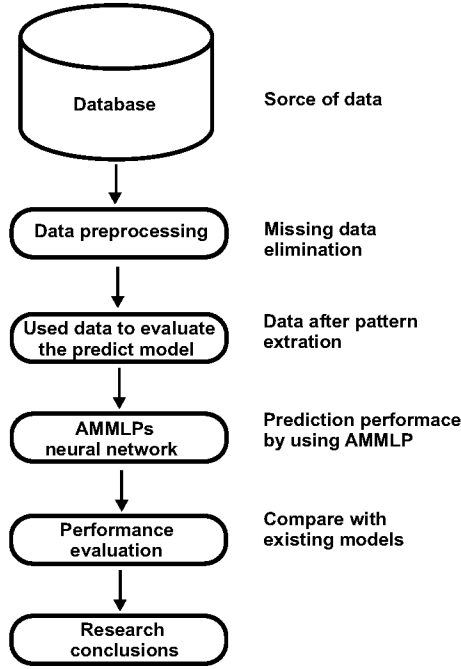 Database
Sorce of data
Data preprocessing
Missing data
elimination
Used data to evaluate
the predict model
Data after pattern
extration
AMMLPs
neural network
Prediction performace
by using AMMLP
Performance
evaluation
Compare with
existing models
Research
conclusions